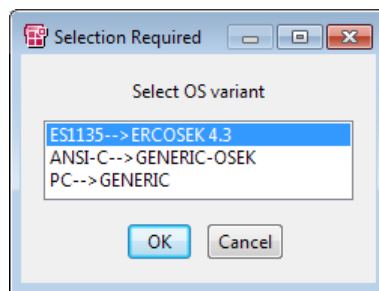 Selection Required
Select OS variant
ES1135-->ERCOSEK 4.3
ANSI-C-->GENERIC-OSEK
PC-->GENERIC
OK Cancel